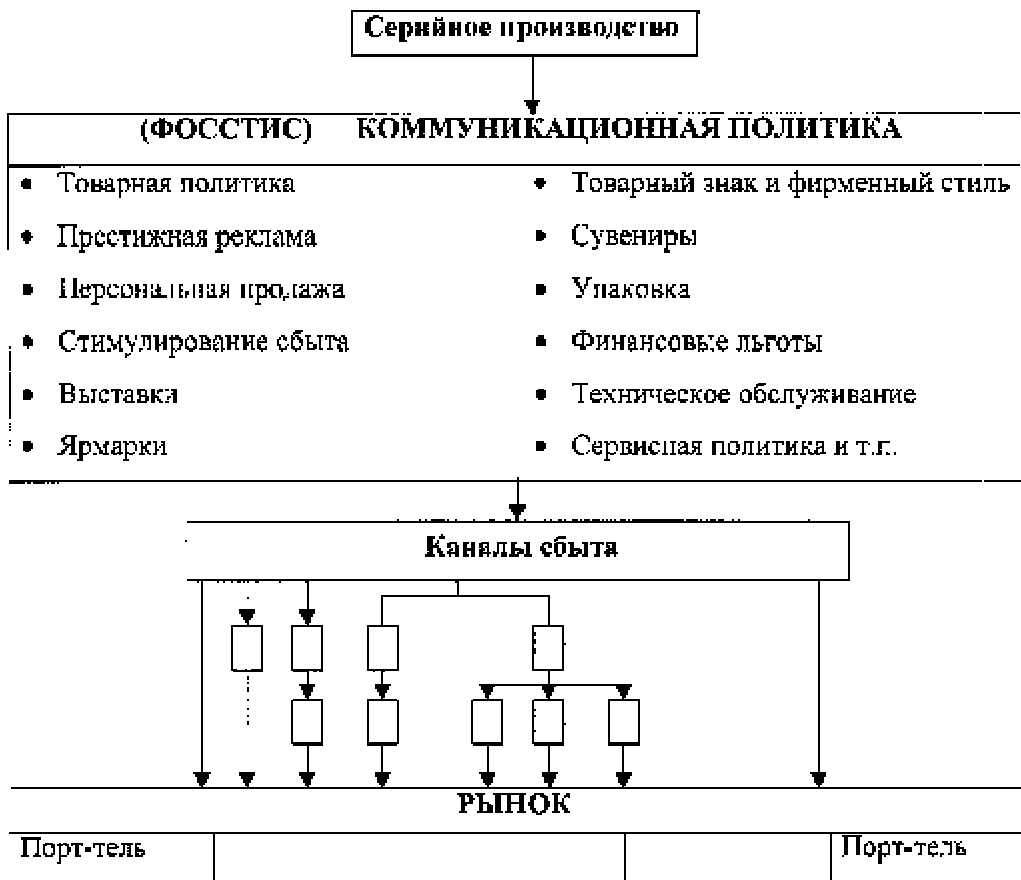 Серийное производство
(ФОССТИС) КОММУНИКАЦИОННАЯ ПОЛИТИКА
• Товарная политика
• Престижная реклама
• Персональная продажа
• Стимулирование сбыта
• Выставки
• Ярмарки
• Товарный знак и фирменный стиль
• Сувениры
• Упаковка
• Финансовые льготы
• Техническое обслуживание
• Сервисная политика и т.п.
Каналы сбыта
РЫНОК
Порт-тель
Порт-тель